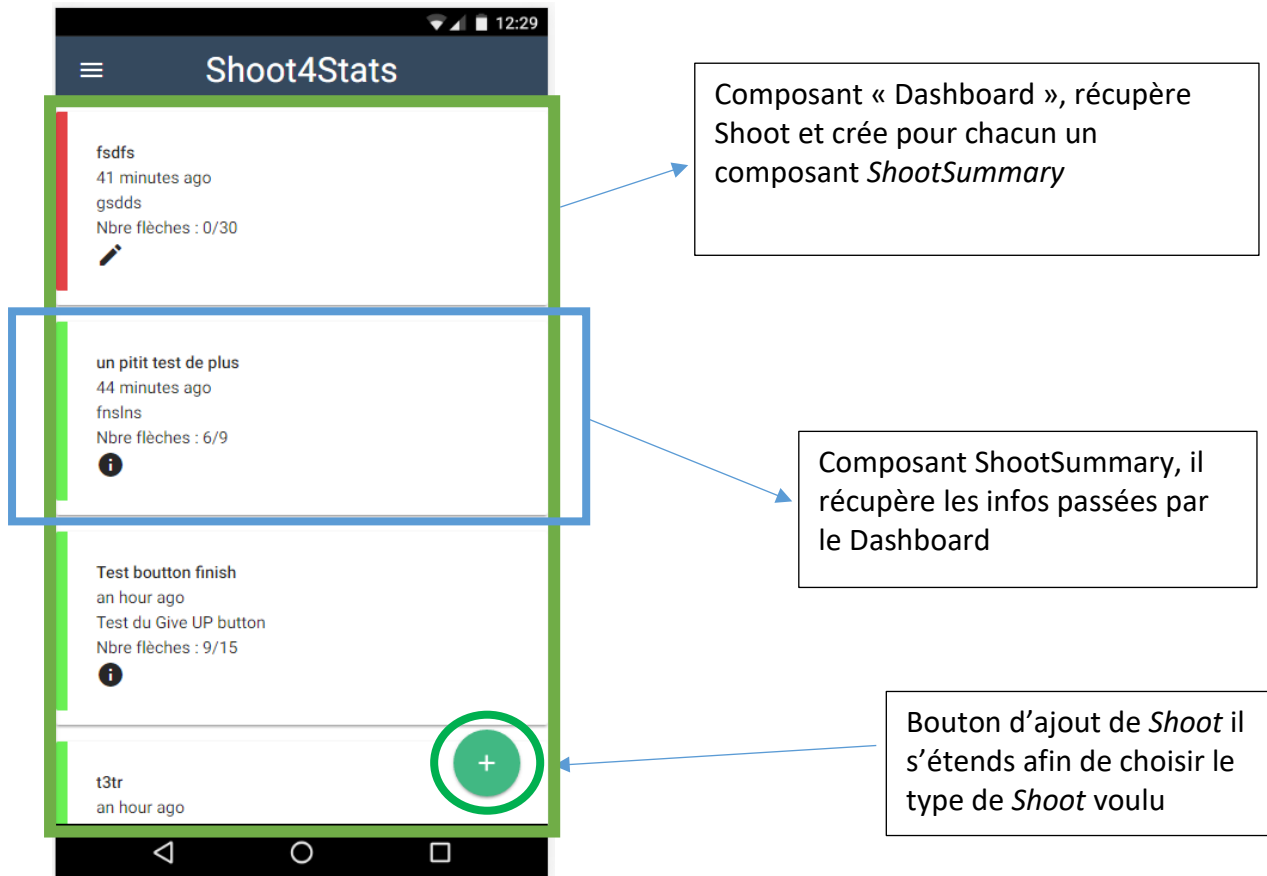 12:29
Shoot4Stats
fsdfs
41 minutes ago
gsdds
Nbre flèches : 0/30
un pitit test de plus
44 minutes ago
fnslns
Nbre flèches : 6/9
Test boutton finish
an hour ago
Test du Give UP button
Nbre flèches : 9/15
t3tr
an hour ago
Composant « Dashboard », récupère
Shoot et crée pour chacun un
composant ShootSummary
Composant ShootSummary, il
récupère les infos passées par
le Dashboard
Bouton d’ajout de Shoot il
s’étends afin de choisir le
type de Shoot voulu